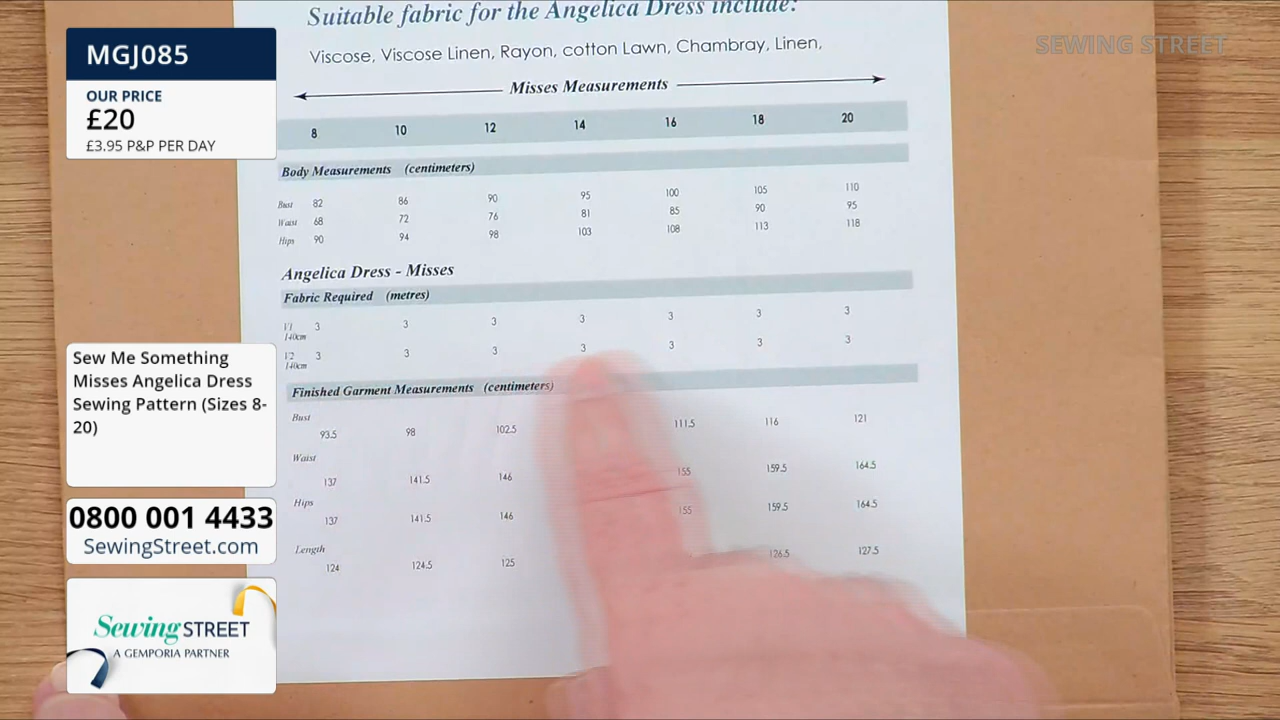 Suitable fabric for the Angelica Dress include:
Viscose, Viscose Linen, Rayon, cotton Lawn, Chambray, Linen,
Misses Measurements
8 10 12 14 16 18 20
Body Measurements (centimeters)
Bust 82 86 90 95 100 105 110
Waist 68 72 76 81 85 90 95
Hips 90 94 98 103 108 113 118
Angelica Dress - Misses
Fabric Required (metres)
V1 3 3 3 3 3 3 3
140cm
V2 3 3 3 3 3 3 3
140cm
Finished Garment Measurements (centimeters)
Bust
93.5 98 102.5 111.5 116 121
Waist
137 141.5 146 155 159.5 164.5
Hips
137 141.5 146 155 159.5 164.5
Length
124 124.5 125 126.5 127.5
MGJ085
OUR PRICE
£20
£3.95 P&P PER DAY
Sew Me Something
Misses Angelica Dress
Sewing Pattern (Sizes 8-
20)
0800 001 4433
SewingStreet.com
Sewing STREET
A GEMPORIA PARTNER
SEWING STREET